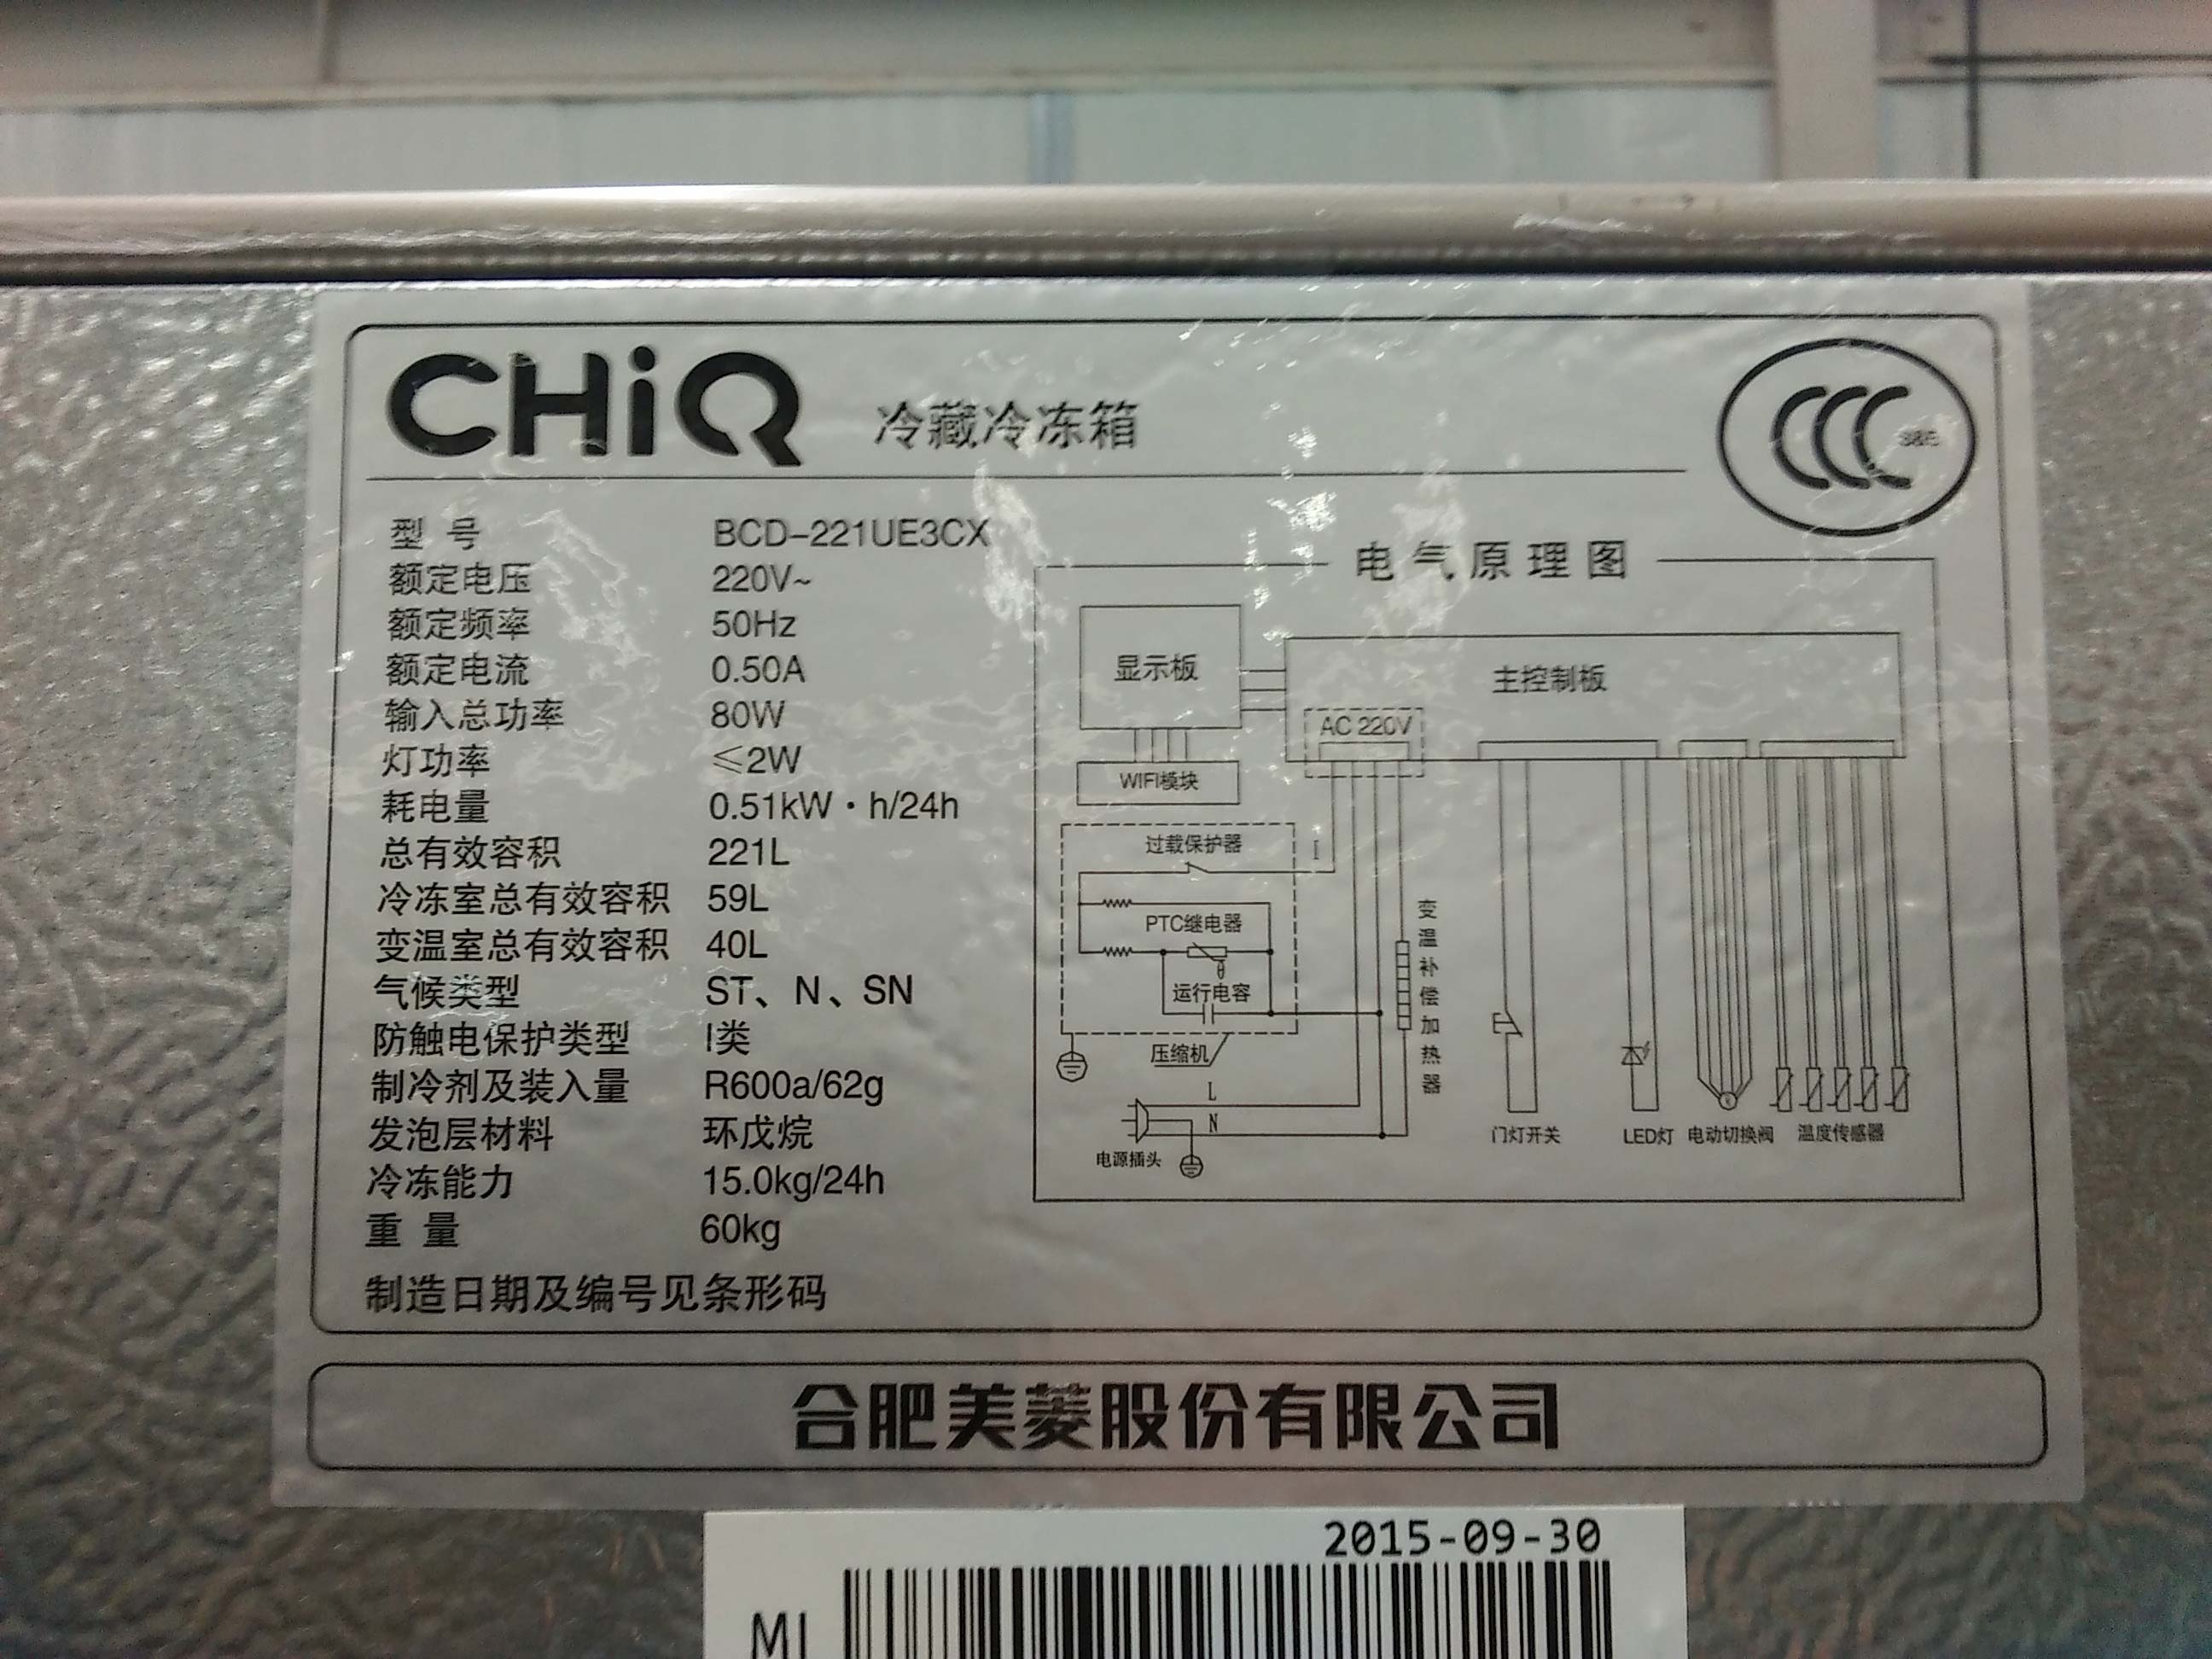 CHiQ 冷藏冷冻箱
CCC S&E
型号 BCD-221UE3CX
额定电压 220V~
额定频率 50Hz
额定电流 0.50A
输入总功率 80W
灯功率 ≤2W
耗电量 0.51kW·h/24h
总有效容积 221L
冷冻室总有效容积 59L
变温室总有效容积 40L
气候类型 ST、N、SN
防触电保护类型 I类
制冷剂及装入量 R600a/62g
发泡层材料 环戊烷
冷冻能力 15.0kg/24h
重量 60kg
制造日期及编号见条形码
电气原理图
显示板
主控制板
AC 220V
WIFI模块
过载保护器
PTC继电器
θ
运行电容
压缩机
变温补偿加热器
L
N
电源插头
门灯开关
LED灯
电动切换阀
温度传感器
合肥美菱股份有限公司
2015-09-30